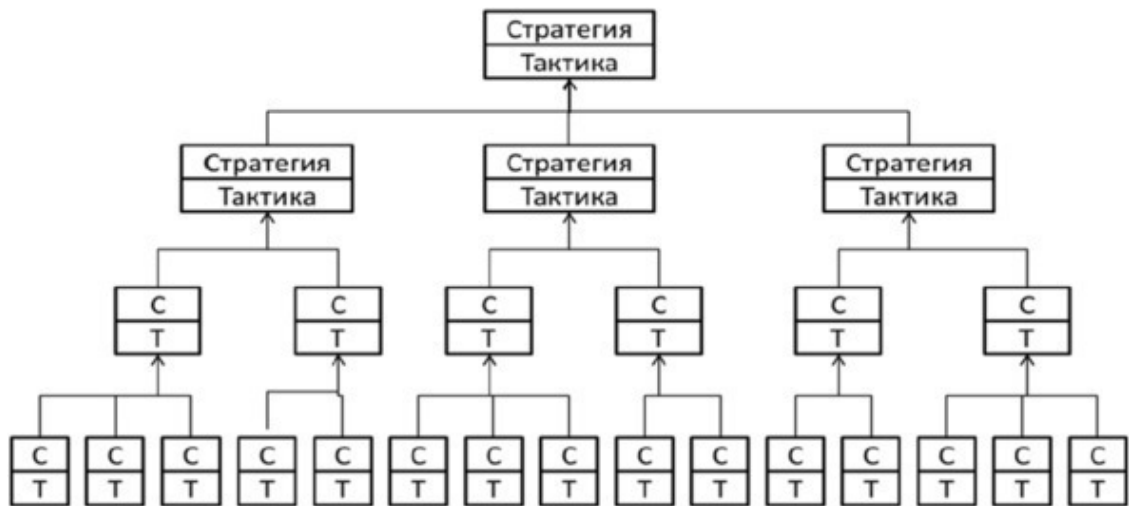 Стратегия
Тактика
Стратегия Стратегия Стратегия
Тактика Тактика Тактика
С С С С С С
Т Т Т Т Т Т
С С С С С С С С С С С С С С С
Т Т Т Т Т Т Т Т Т Т Т Т Т Т Т